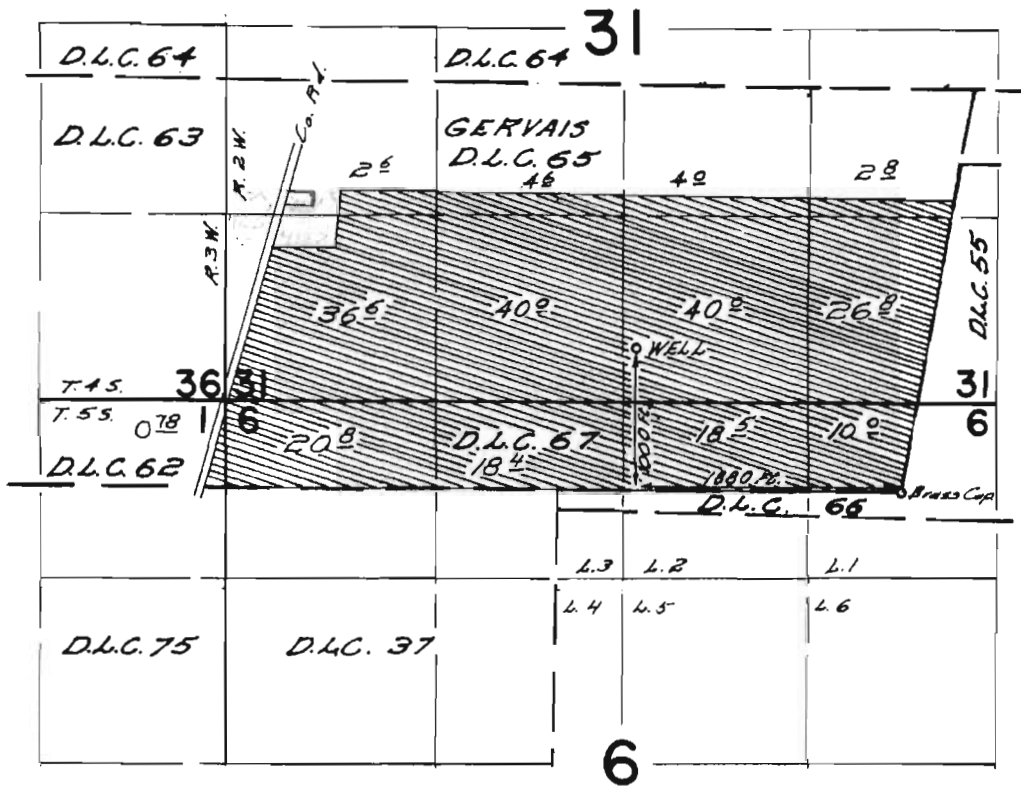 31
D.L.C. 64
D.L.C. 64
Co. Rd.
D.L.C. 63
R. 2 W.
GERVAIS
D.L.C. 65
2 6
4 6
4 0
2 8
R. 3 W.
D.L.C. 55
36 6
40 0
40 0
26 8
WELL
T. 4 S.
36 31
31
T. 5 S.
0 78
1 6
6
20 8
D.L.C. 67
18 4
18 5
10 0
1000 Ft.
D.L.C. 62
1880 Ft.
Brass Cap
D.L.C. 66
L. 3
L. 2
L. 1
L. 4
L. 5
L. 6
D.L.C. 75
D.L.C. 37
6